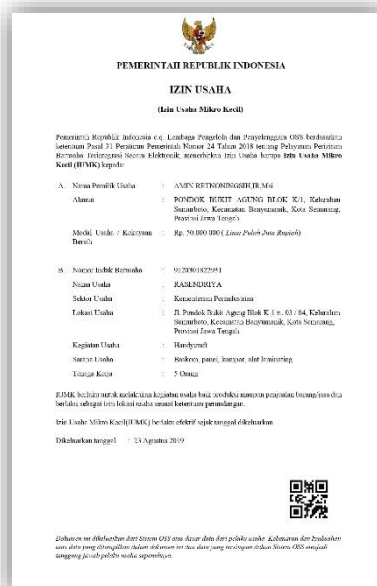 PEMERINTAH REPUBLIK INDONESIA
IZIN USAHA
(Izin Usaha Mikro Kecil)
Pemerintah Republik Indonesia c.q. Lembaga Pengelola dan Penyelenggara OSS berdasarkan
ketentuan Pasal 31 Peraturan Pemerintah Nomor 24 Tahun 2018 tentang Pelayanan Perizinan
Berusaha Terintegrasi Secara Elektronik, menerbitkan Izin Usaha berupa Izin Usaha Mikro
Kecil (IUMK) kepada:
A. Nama Pemilik Usaha : AMIN RETNONINGSIH,IR,Msi
Alamat : PONDOK BUKIT AGUNG BLOK K/1, Kelurahan
Sumurboto, Kecamatan Banyumanik, Kota Semarang,
Provinsi Jawa Tengah
Modal Usaha / Kekayaan : Rp. 50.000.000 ( Lima Puluh Juta Rupiah)
Bersih
B. Nomor Induk Berusaha : 9120301822951
Nama Usaha : RASENDRIYA
Sektor Usaha : Kementerian Perindustrian
Lokasi Usaha : Jl. Pondok Bukit Agung Blok K 1 n. 03 / 04, Kelurahan
Sumurboto, Kecamatan Banyumanik, Kota Semarang,
Provinsi Jawa Tengah
Kegiatan Usaha : Handycraft
Sarana Usaha : Baskom, panci, kompor, alat
Tenaga Kerja : 5 Orang
IUMK berlaku untuk melakukan kegiatan usaha baik produksi maupun penjualan barang/jasa dan
berlaku sebagai izin lokasi usaha sesuai ketentuan perundangan.
Izin Usaha Mikro Kecil(IUMK) berlaku efektif sejak tanggal dikeluarkan.
Dikeluarkan tanggal : 23 Agustus 2019
Dokumen ini dikeluarkan dari Sistem OSS atas dasar data dari pelaku usaha. Kebenaran dan keabsahan
atas data yang ditampilkan dalam dokumen ini dan data yang tersimpan dalam Sistem OSS menjadi
tanggung jawab pelaku usaha sepenuhnya.